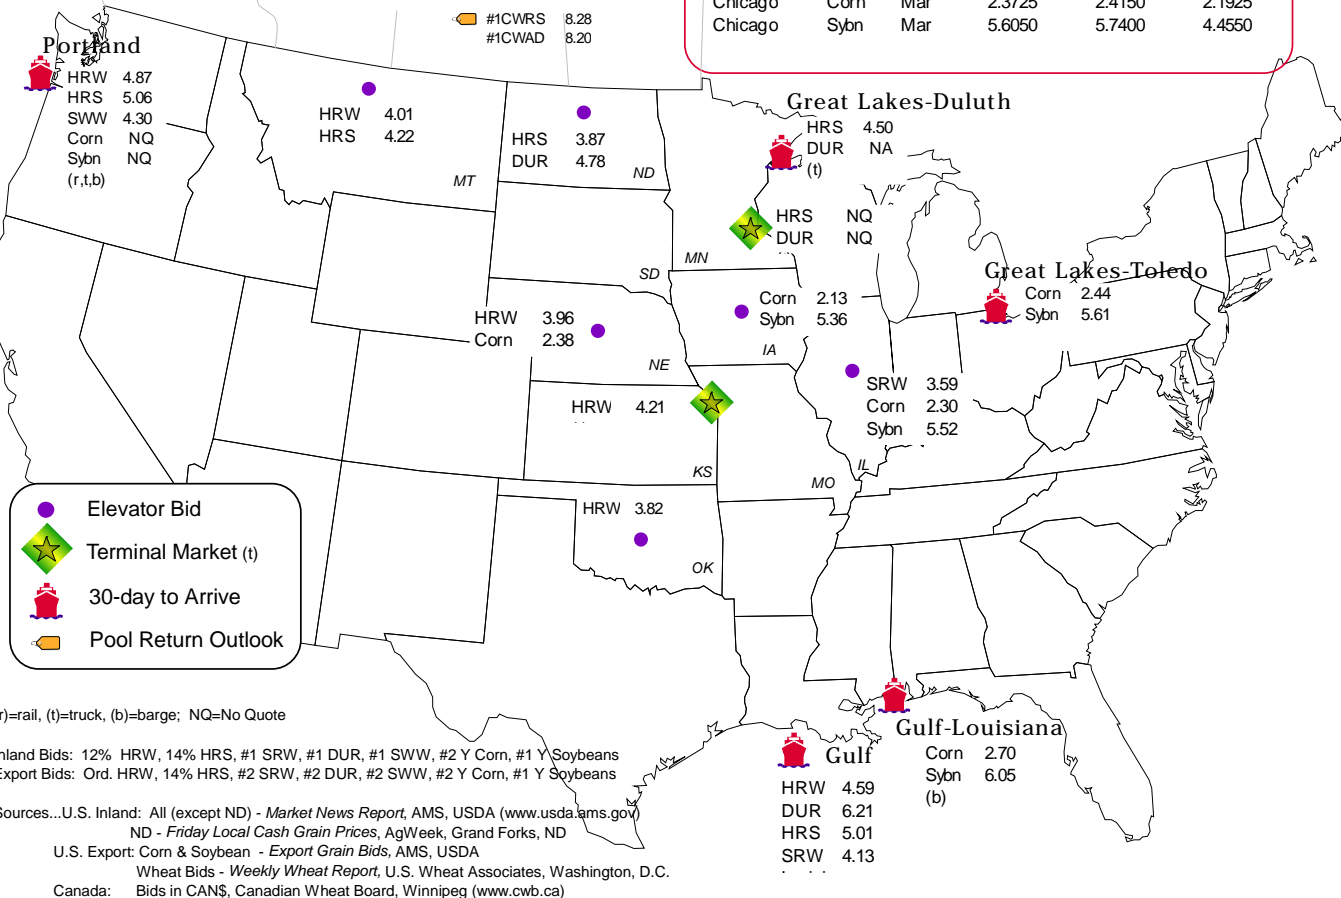 Chicago Corn Mar 2.3725 2.4150 2.1925
Chicago Sybn Mar 5.6050 5.7400 4.4550
#1CWRS 8.28
#1CWAD 8.20
Portland
HRW 4.87
HRS 5.06
SWW 4.30
Corn NQ
Sybn NQ
(r,t,b)
HRW 4.01
HRS 4.22
MT
HRS 3.87
DUR 4.78
ND
Great Lakes-Duluth
HRS 4.50
DUR NA
(t)
HRS NQ
DUR NQ
MN
SD
Great Lakes-Toledo
Corn 2.44
Sybn 5.61
Corn 2.13
Sybn 5.36
IA
HRW 3.96
Corn 2.38
NE
SRW 3.59
Corn 2.30
Sybn 5.52
IL
HRW 4.21
KS
MO
HRW 3.82
OK
Elevator Bid
Terminal Market (t)
30-day to Arrive
Pool Return Outlook
Gulf-Louisiana
Corn 2.70
Sybn 6.05
(b)
Gulf
HRW 4.59
DUR 6.21
HRS 5.01
SRW 4.13
r)=rail, (t)=truck, (b)=barge; NQ=No Quote
nland Bids: 12% HRW, 14% HRS, #1 SRW, #1 DUR, #1 SWW, #2 Y Corn, #1 Y Soybeans
Export Bids: Ord. HRW, 14% HRS, #2 SRW, #2 DUR, #2 SWW, #2 Y Corn, #1 Y Soybeans
Sources...U.S. Inland: All (except ND) - Market News Report, AMS, USDA (www.usda.ams.gov)
ND - Friday Local Cash Grain Prices, AgWeek, Grand Forks, ND
U.S. Export: Corn & Soybean - Export Grain Bids, AMS, USDA
Wheat Bids - Weekly Wheat Report, U.S. Wheat Associates, Washington, D.C.
Canada: Bids in CAN$, Canadian Wheat Board, Winnipeg (www.cwb.ca)